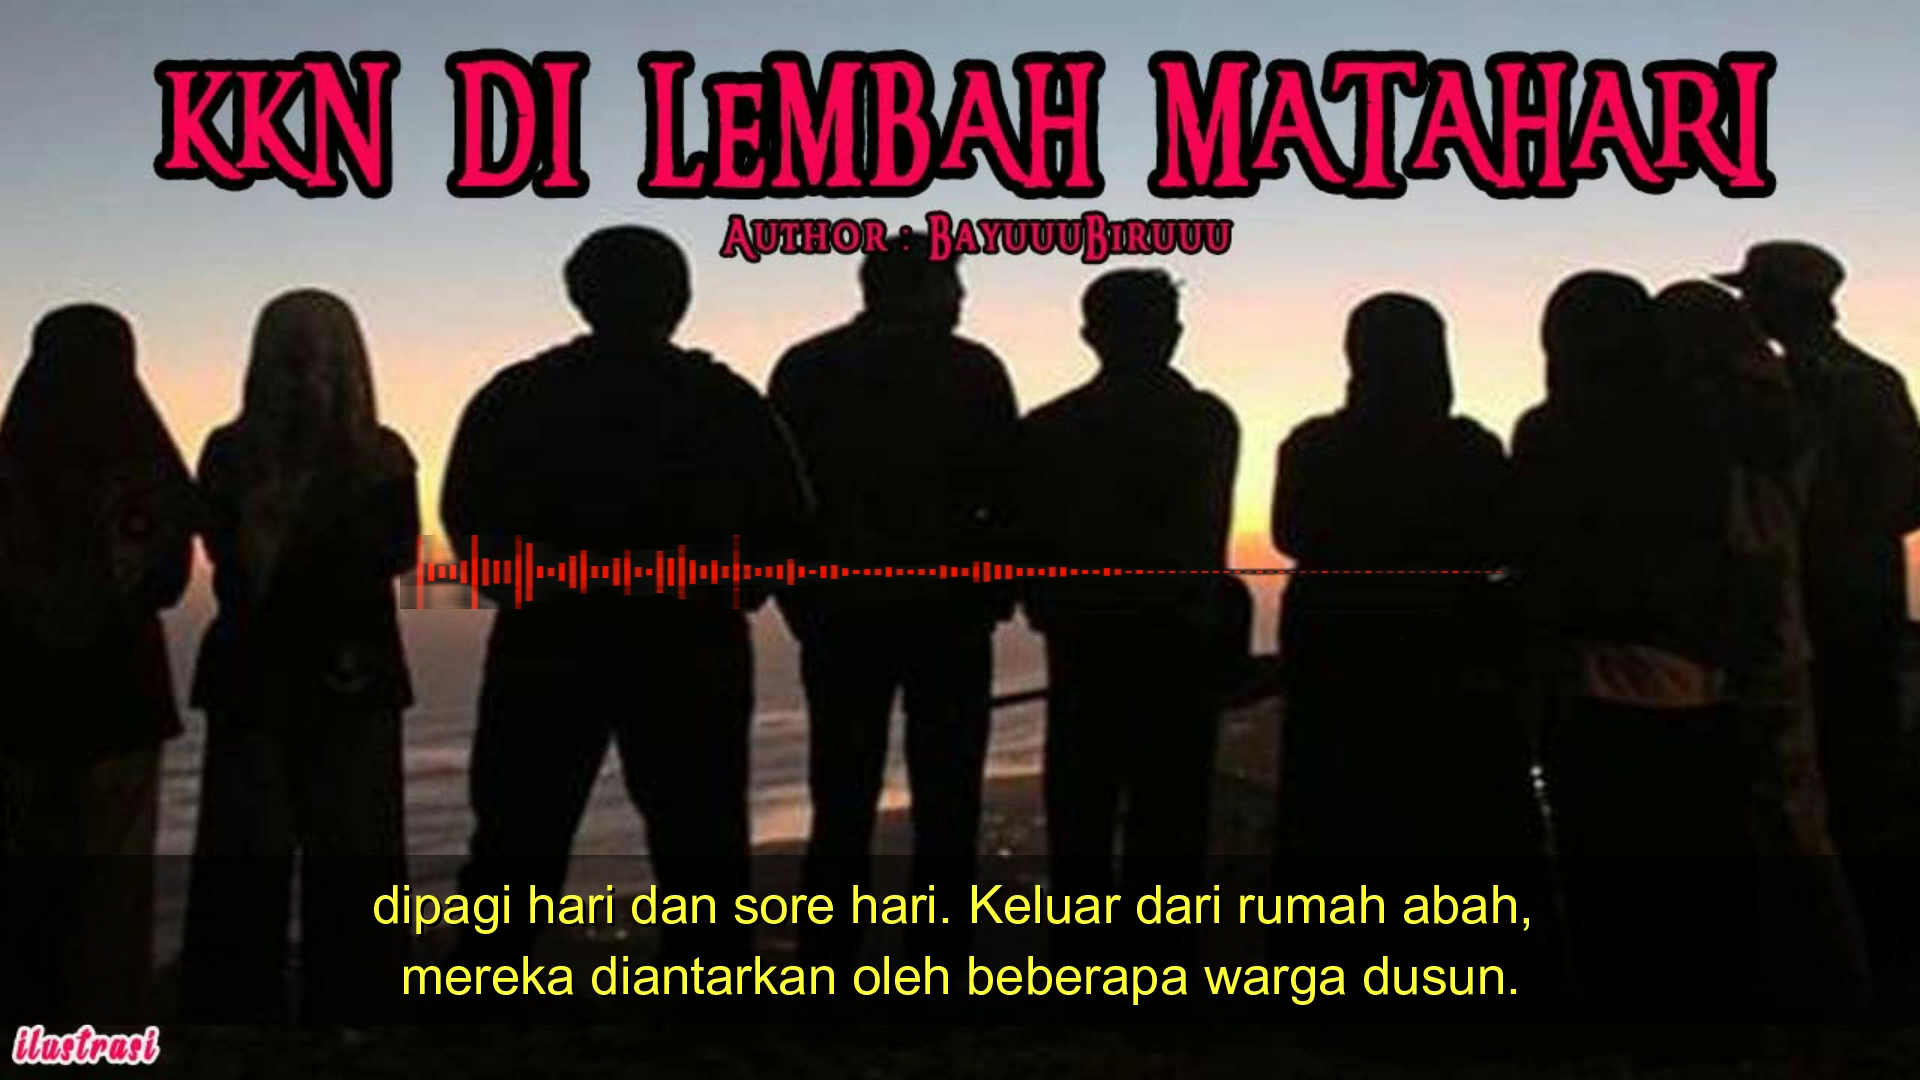 KKN DI LeMBAH MATAHARI
AUTHOR : BAYUUUBIRUUU
dipagi hari dan sore hari. Keluar dari rumah abah,
mereka diantarkan oleh beberapa warga dusun.
ilustrasi